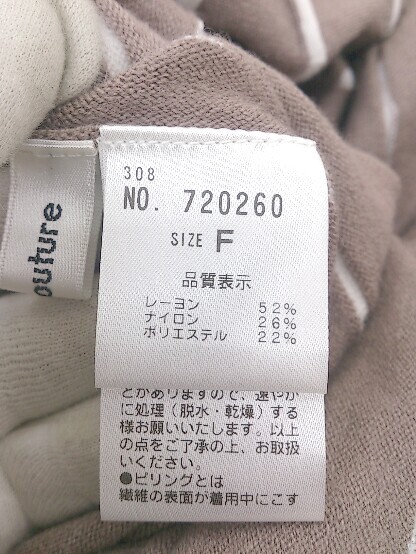 outure
308
NO. 720260
SIZE F
品質表示
レーヨン 52%
ナイロン 26%
ポリエステル 22%
とがありますので、速やか
に処理(脱水・乾燥)する
様お願いいたします。以上
の点をご了承の上、お取扱
いください。
●ピリングとは
繊維の表面が着用中にこす